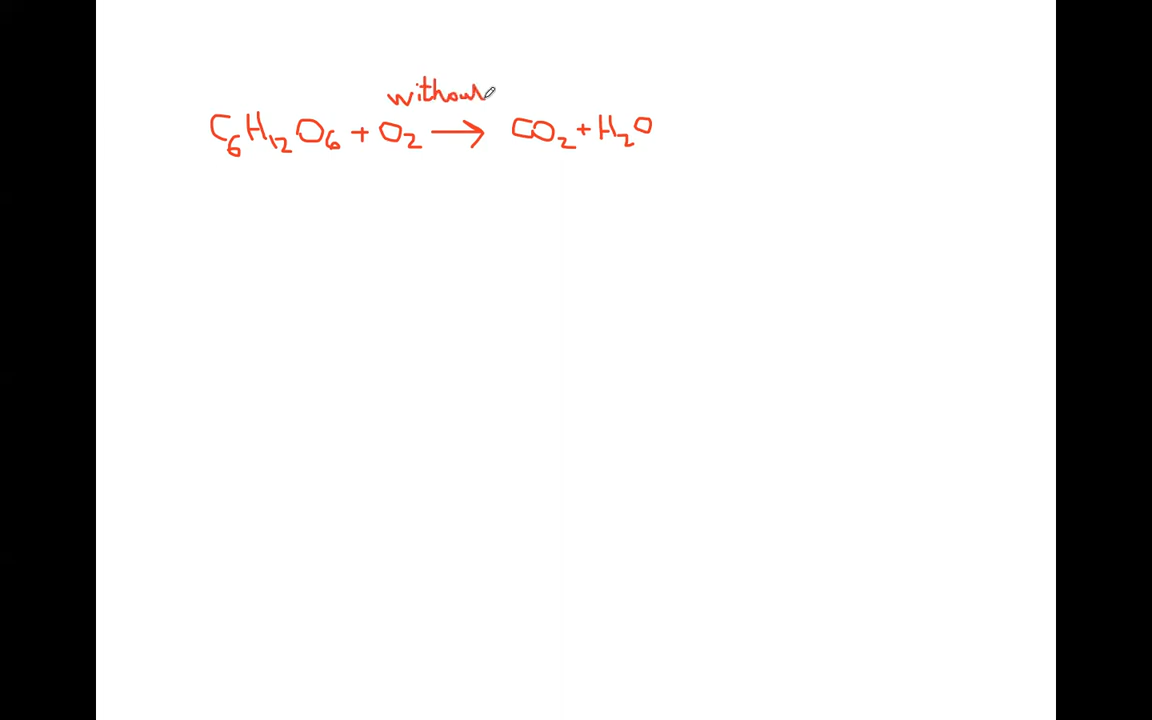 without
C₆H₁₂O₆ + O₂ → CO₂ + H₂O